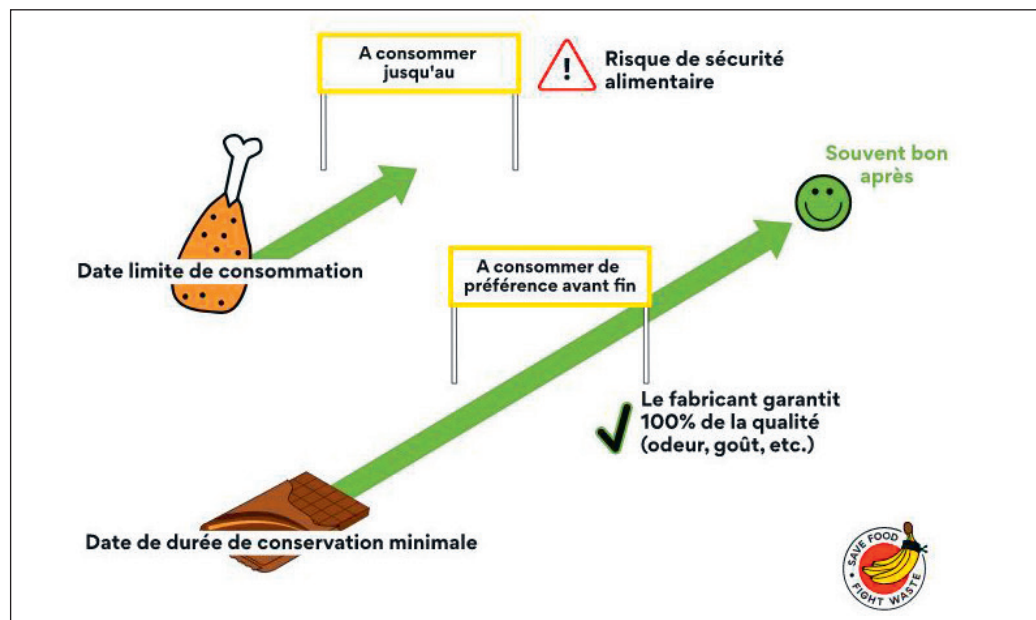 A consommer
jusqu'au
Risque de sécurité
alimentaire
Souvent bon
après
Date limite de consommation
A consommer de
préférence avant fin
Le fabricant garantit
100% de la qualité
(odeur, goût, etc.)
Date de durée de conservation minimale
SAVE FOOD
FIGHT WASTE